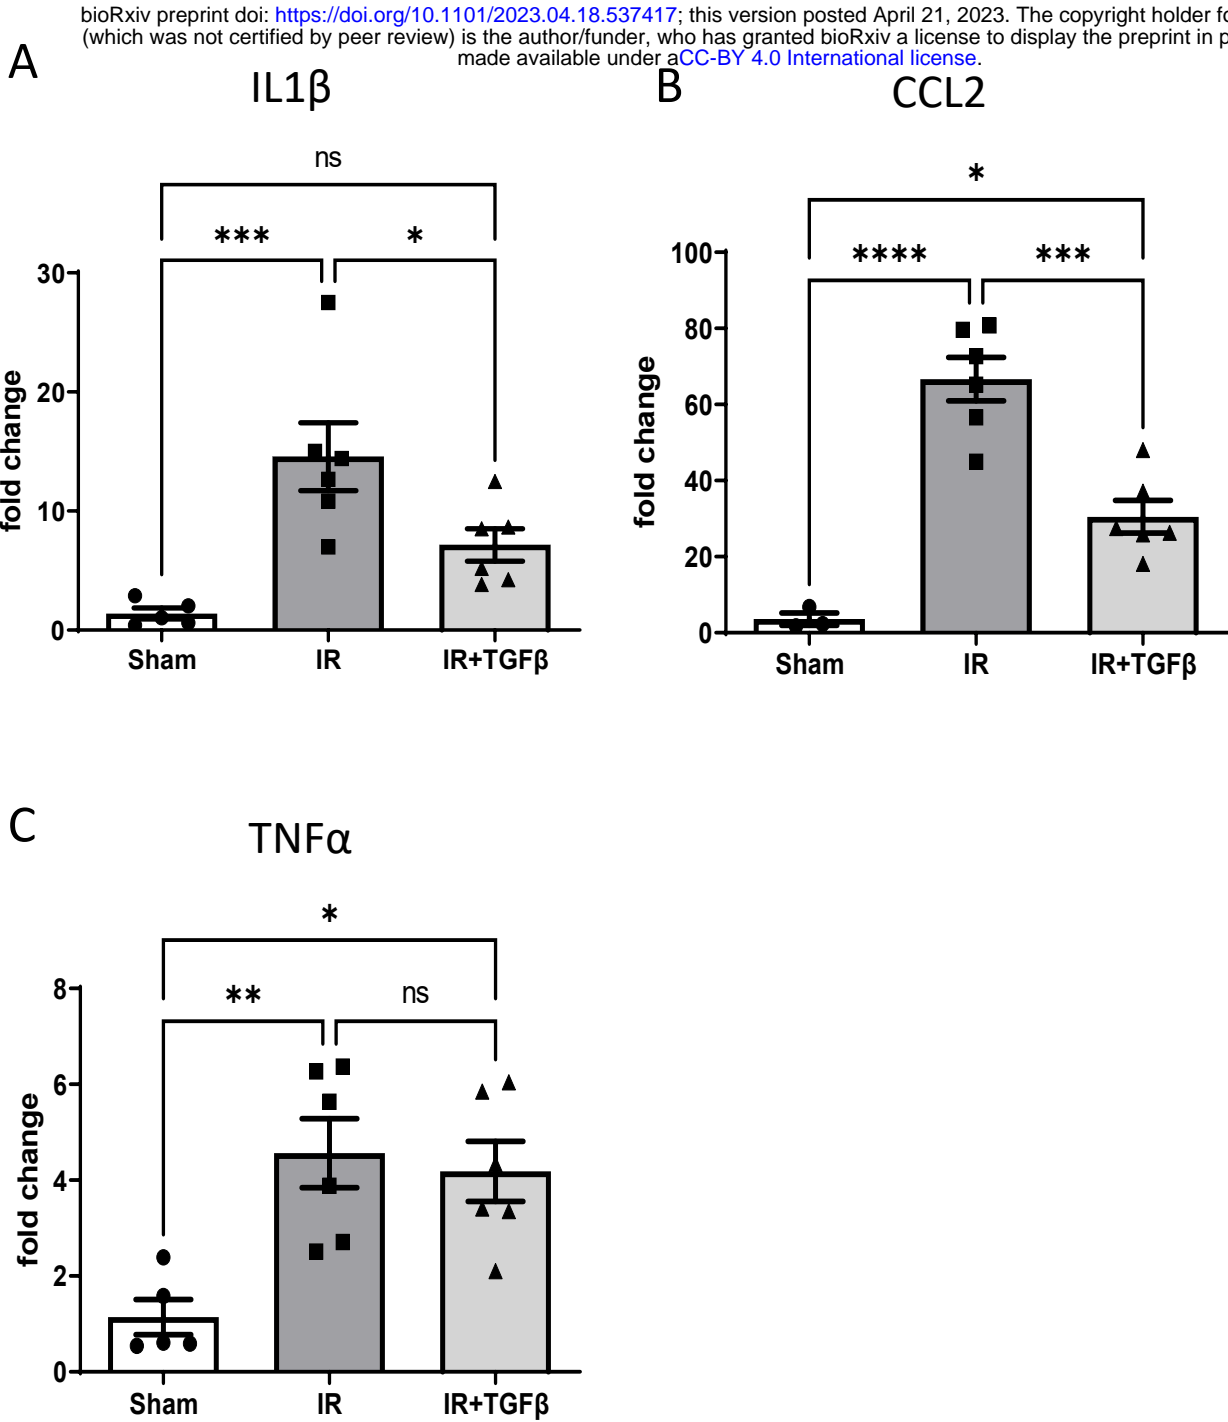 bioRxiv preprint doi: https://doi.org/10.1101/2023.04.18.537417; this version posted April 21, 2023. The copyright holder
(which was not certified by peer review) is the author/funder, who has granted bioRxiv a license to display the preprint in
made available under aCC-BY 4.0 International license.
A
IL1β
ns
***
*
30
20
10
0
fold change
Sham
IR
IR+TGFβ
B
CCL2
*
****
***
100
80
60
40
20
0
fold change
Sham
IR
IR+TGFβ
C
TNFα
*
**
ns
8
6
4
2
0
fold change
Sham
IR
IR+TGFβ